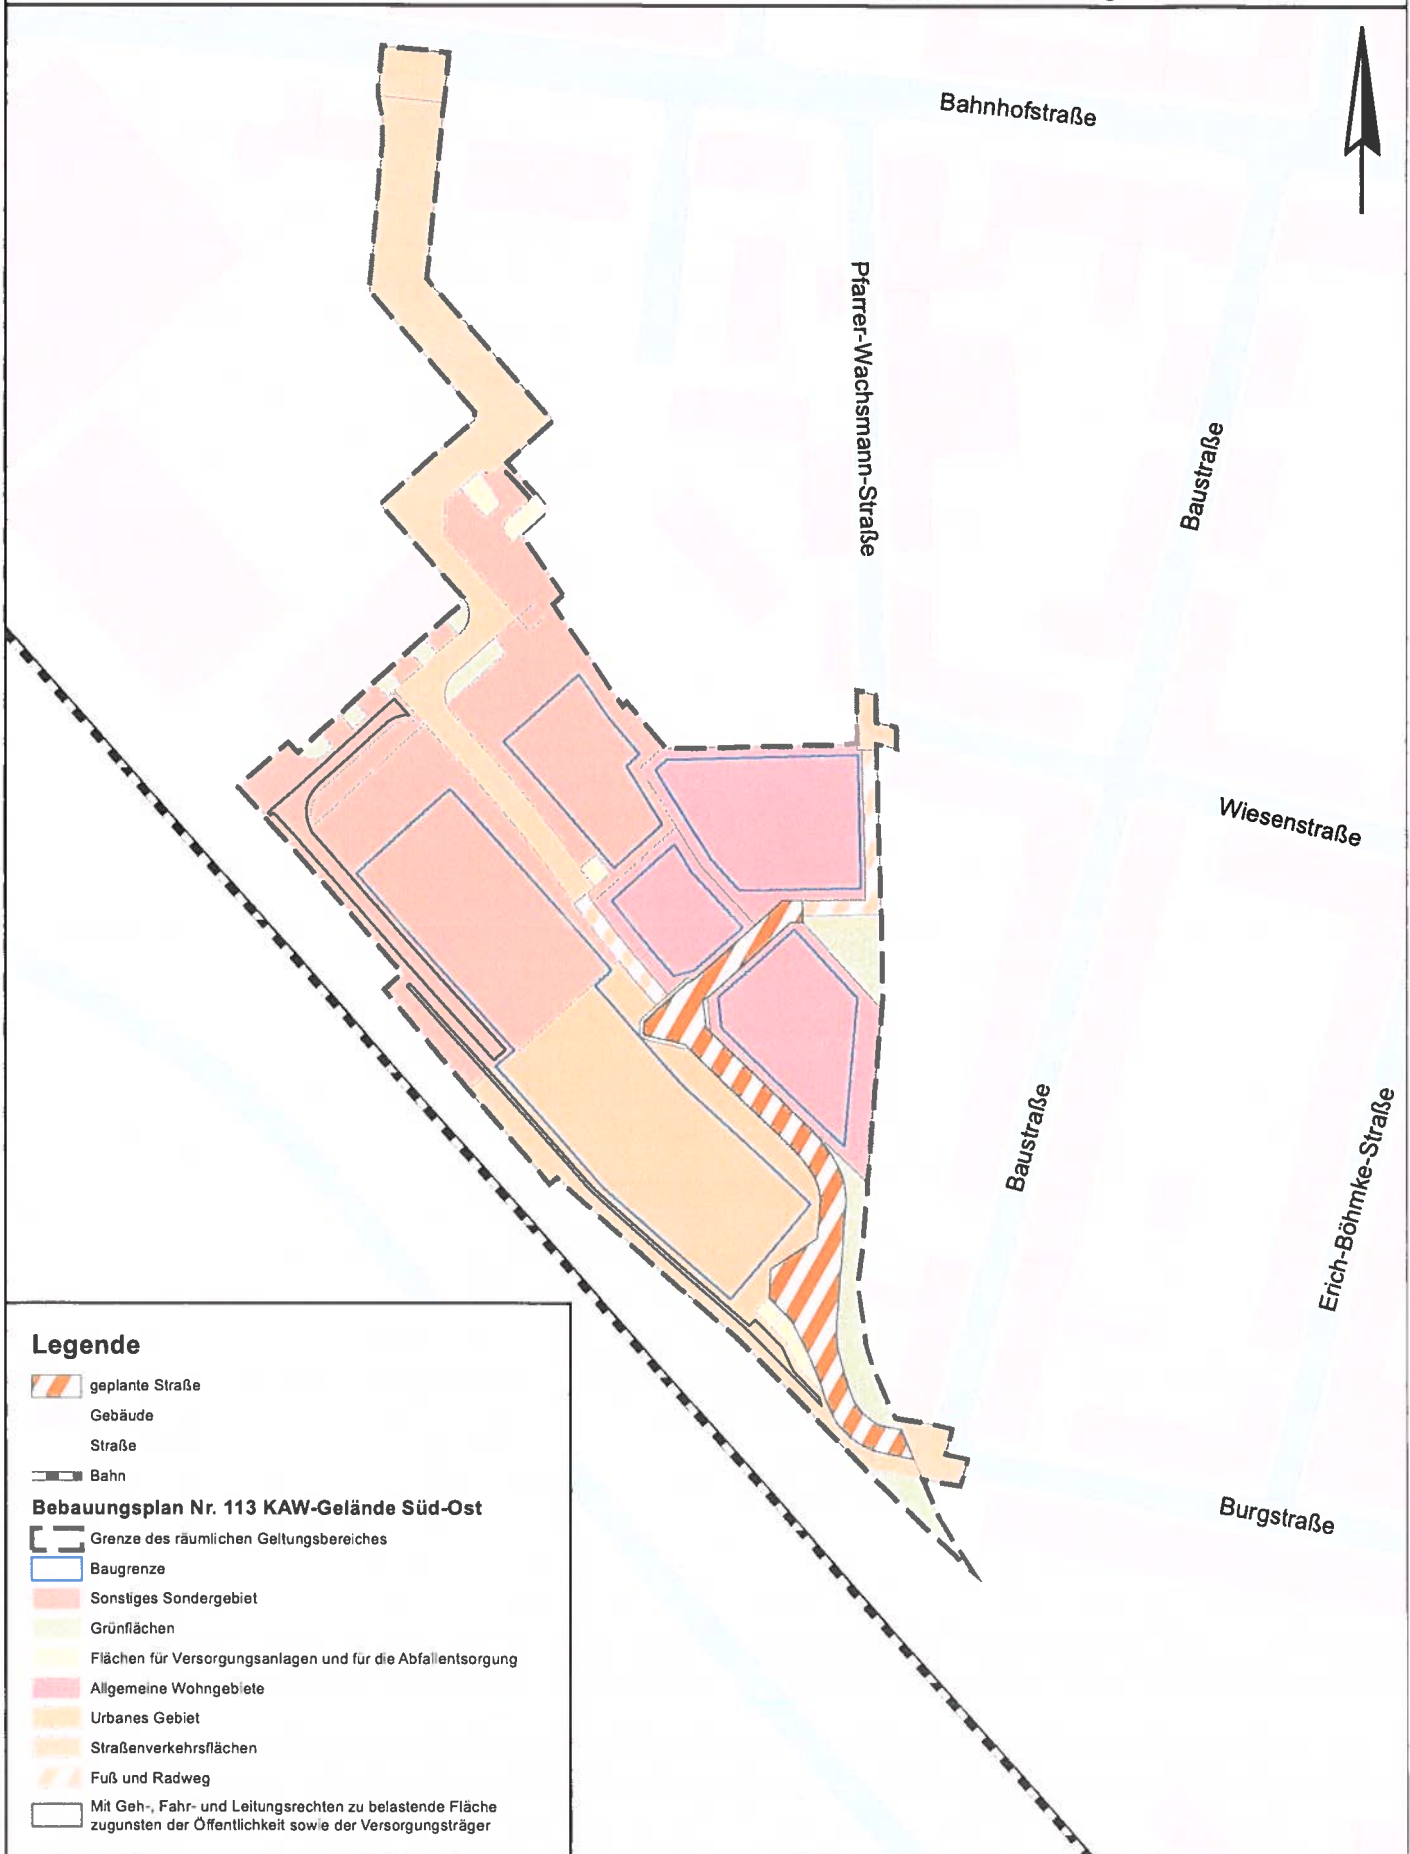 Bahnhofstraße
Pfarrer-Wachsmann-Straße
Baustraße
Wiesenstraße
Baustraße
Erich-Böhmke-Straße
Burgstraße
Legende
geplante Straße
Gebäude
Straße
Bahn
Bebauungsplan Nr. 113 KAW-Gelände Süd-Ost
Grenze des räumlichen Geltungsbereiches
Baugrenze
Sonstiges Sondergebiet
Grünflächen
Flächen für Versorgungsanlagen und für die Abfallentsorgung
Allgemeine Wohngebiete
Urbanes Gebiet
Straßenverkehrsflächen
Fuß und Radweg
Mit Geh-, Fahr- und Leitungsrechten zu belastende Fläche
zugunsten der Öffentlichkeit sowie der Versorgungsträger